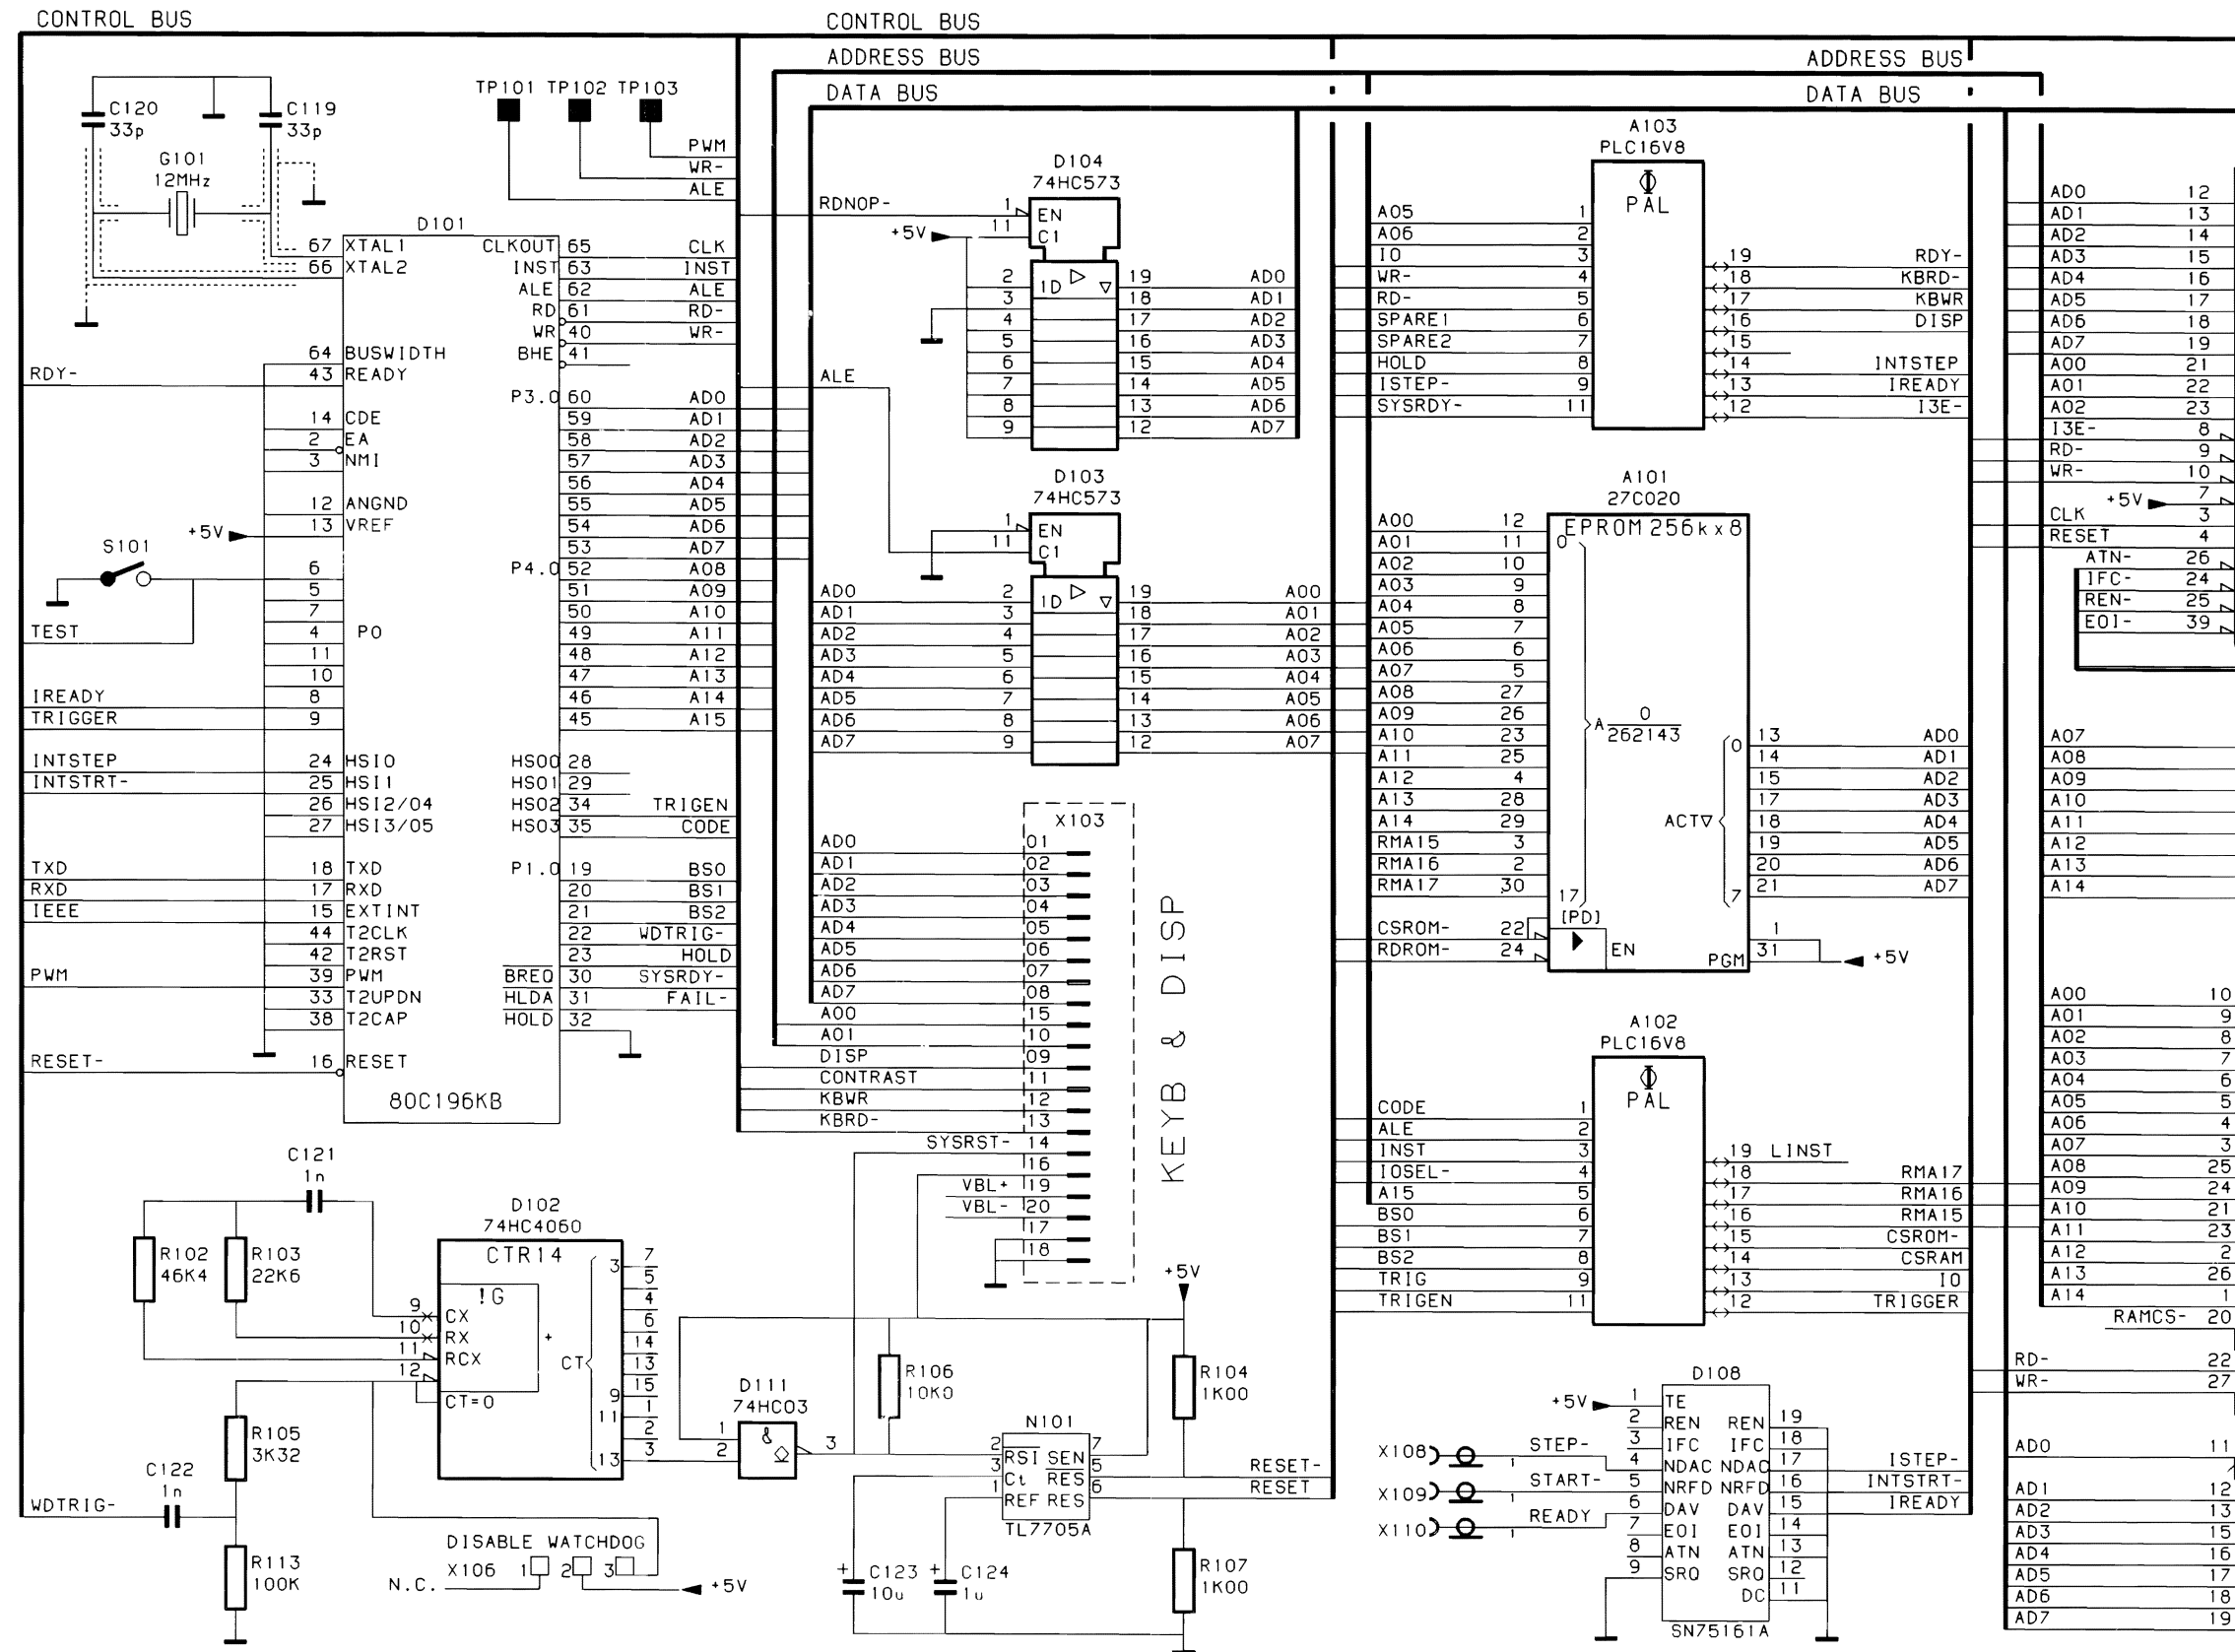 CONTROL BUS
CONTROL BUS
ADDRESS BUS
ADDRESS BUS
DATA BUS
DATA BUS
C120
33p
C119
33p
G101
12MHz
TP101 TP102 TP103
PWM
WR-
ALE
D101
67 XTAL1 CLKOUT 65 CLK
66 XTAL2 INST 63 INST
ALE 62 ALE
RD 61 RD-
WR 40 WR-
64 BUSWIDTH BHE 41
RDY- 43 READY
P3.0 60 AD0
14 CDE 59 AD1
2 EA 58 AD2
3 NMI 57 AD3
56 AD4
12 ANGND 55 AD5
+5V 13 VREF 54 AD6
53 AD7
S101
6 P4.0 52 A08
5 51 A09
7 50 A10
TEST 4 P0 49 A11
11 48 A12
10 47 A13
IREADY 8 46 A14
TRIGGER 9 45 A15
INTSTEP 24 HSI0 HS00 28
INTSTRT- 25 HSI1 HS01 29
26 HSI2/04 HS02 34 TRIGEN
27 HSI3/05 HS03 35 CODE
TXD 18 TXD P1.0 19 BS0
RXD 17 RXD 20 BS1
IEEE 15 EXTINT 21 BS2
44 T2CLK 22 WDTRIG-
42 T2RST 23 HOLD
PWM 39 PWM BREQ 30 SYSRDY-
33 T2UPDN HLDA 31 FAIL-
38 T2CAP HOLD 32
RESET- 16 RESET
80C196KB
D104
74HC573
RDNOP- 1 EN
+5V 11 C1
2 1D 19 AD0
3 18 AD1
4 17 AD2
5 16 AD3
6 15 AD4
7 14 AD5
8 13 AD6
9 12 AD7
ALE
D103
74HC573
1 EN
11 C1
AD0 2 1D 19 A00
AD1 3 18 A01
AD2 4 17 A02
AD3 5 16 A03
AD4 6 15 A04
AD5 7 14 A05
AD6 8 13 A06
AD7 9 12 A07
X103
KEYB & DISP
AD0 01
AD1 02
AD2 03
AD3 04
AD4 05
AD5 06
AD6 07
AD7 08
A00 15
A01 10
DISP 09
CONTRAST 11
KBWR 12
KBRD- 13
SYSRST- 14
16
VBL+ 19
VBL- 20
17
18
A103
PLC16V8
PAL
A05 1
A06 2
IO 3 19 RDY-
WR- 4 18 KBRD-
RD- 5 17 KBWR
SPARE1 6 16 DISP
SPARE2 7 15
HOLD 8 14 INTSTEP
ISTEP- 9 13 IREADY
SYSRDY- 11 12 I3E-
A101
27C020
EPROM 256k x 8
A00 12 0
A01 11
A02 10
A03 9
A04 8
A05 7
A06 6
A07 5
A08 27
A09 26 A 0
A10 23 262143 0 13 AD0
A11 25 14 AD1
A12 4 15 AD2
A13 28 17 AD3
A14 29 ACT 18 AD4
RMA15 3 19 AD5
RMA16 2 20 AD6
RMA17 30 17 7 21 AD7
[PD]
CSROM- 22 1
RDROM- 24 EN PGM 31 +5V
A102
PLC16V8
PAL
CODE 1
ALE 2
INST 3 19 LINST
IOSEL- 4 18 RMA17
A15 5 17 RMA16
BS0 6 16 RMA15
BS1 7 15 CSROM-
BS2 8 14 CSRAM
TRIG 9 13 IO
TRIGEN 11 12 TRIGGER
D108
+5V 1 TE
2 REN REN 19
3 IFC IFC 18
X108 1 STEP- 4 NDAC NDAC 17 ISTEP-
X109 1 START- 5 NRFD NRFD 16 INTSTRT-
X110 1 READY 6 DAV DAV 15 IREADY
7 EOI EOI 14
8 ATN ATN 13
9 SRQ SRQ 12
DC 11
SN75161A
C121
1n
R102
46K4
R103
22K6
D102
74HC4060
CTR14
!G
9 CX
10 RX
11 RCX
12
CT=0
+
CT
3 7
5
4
6
14
13
15
9 1
11 2
13 3
R105
3K32
C122
1n
WDTRIG-
R113
100K
DISABLE WATCHDOG
X106 1 2 3
N.C. +5V
D111
74HC03
1
2 & 3
R106
10K0
+5V
R104
1K00
N101
2 RSI SEN 7
3 Ct RES 5 RESET-
1 REF RES 6 RESET
TL7705A
+ C123
10u
+ C124
1u
R107
1K00
AD0 12
AD1 13
AD2 14
AD3 15
AD4 16
AD5 17
AD6 18
AD7 19
A00 21
A01 22
A02 23
I3E- 8
RD- 9
WR- 10
+5V 7
CLK 3
RESET 4
ATN- 26
IFC- 24
REN- 25
EOI- 39
A07
A08
A09
A10
A11
A12
A13
A14
A00 10
A01 9
A02 8
A03 7
A04 6
A05 5
A06 4
A07 3
A08 25
A09 24
A10 21
A11 23
A12 2
A13 26
A14 1
RAMCS- 20
RD- 22
WR- 27
AD0 11
AD1 12
AD2 13
AD3 15
AD4 16
AD5 17
AD6 18
AD7 19